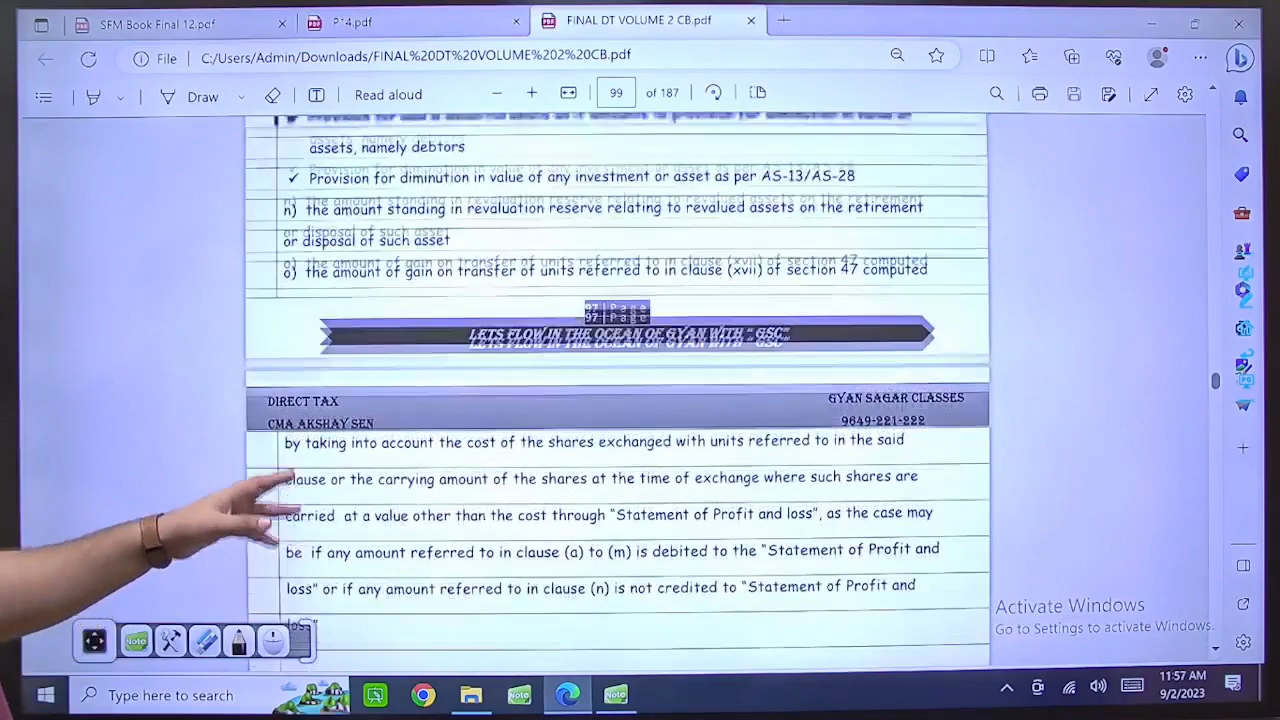 SFM Book Final 12.pdf
P14.pdf
FINAL DT VOLUME 2 CB.pdf
File C:/Users/Admin/Downloads/FINAL%20DT%20VOLUME%202%20CB.pdf
Draw
Read aloud
99 of 187
assets, namely debtors
✓ Provision for diminution in value of any investment or asset as per AS-13/AS-28
n) the amount standing in revaluation reserve relating to revalued assets on the retirement
or disposal of such asset
o) the amount of gain on transfer of units referred to in clause (xvii) of section 47 computed
97 | Page
LETS FLOW IN THE OCEAN OF GYAN WITH " GSC"
DIRECT TAX GYAN SAGAR CLASSES
CMA AKSHAY SEN 9649-221-222
by taking into account the cost of the shares exchanged with units referred to in the said
clause or the carrying amount of the shares at the time of exchange where such shares are
carried at a value other than the cost through "Statement of Profit and loss", as the case may
be if any amount referred to in clause (a) to (m) is debited to the "Statement of Profit and
loss" or if any amount referred to in clause (n) is not credited to "Statement of Profit and
loss"
Activate Windows
Go to Settings to activate Windows.
Note
Type here to search
Note
Note
11:57 AM
9/2/2023